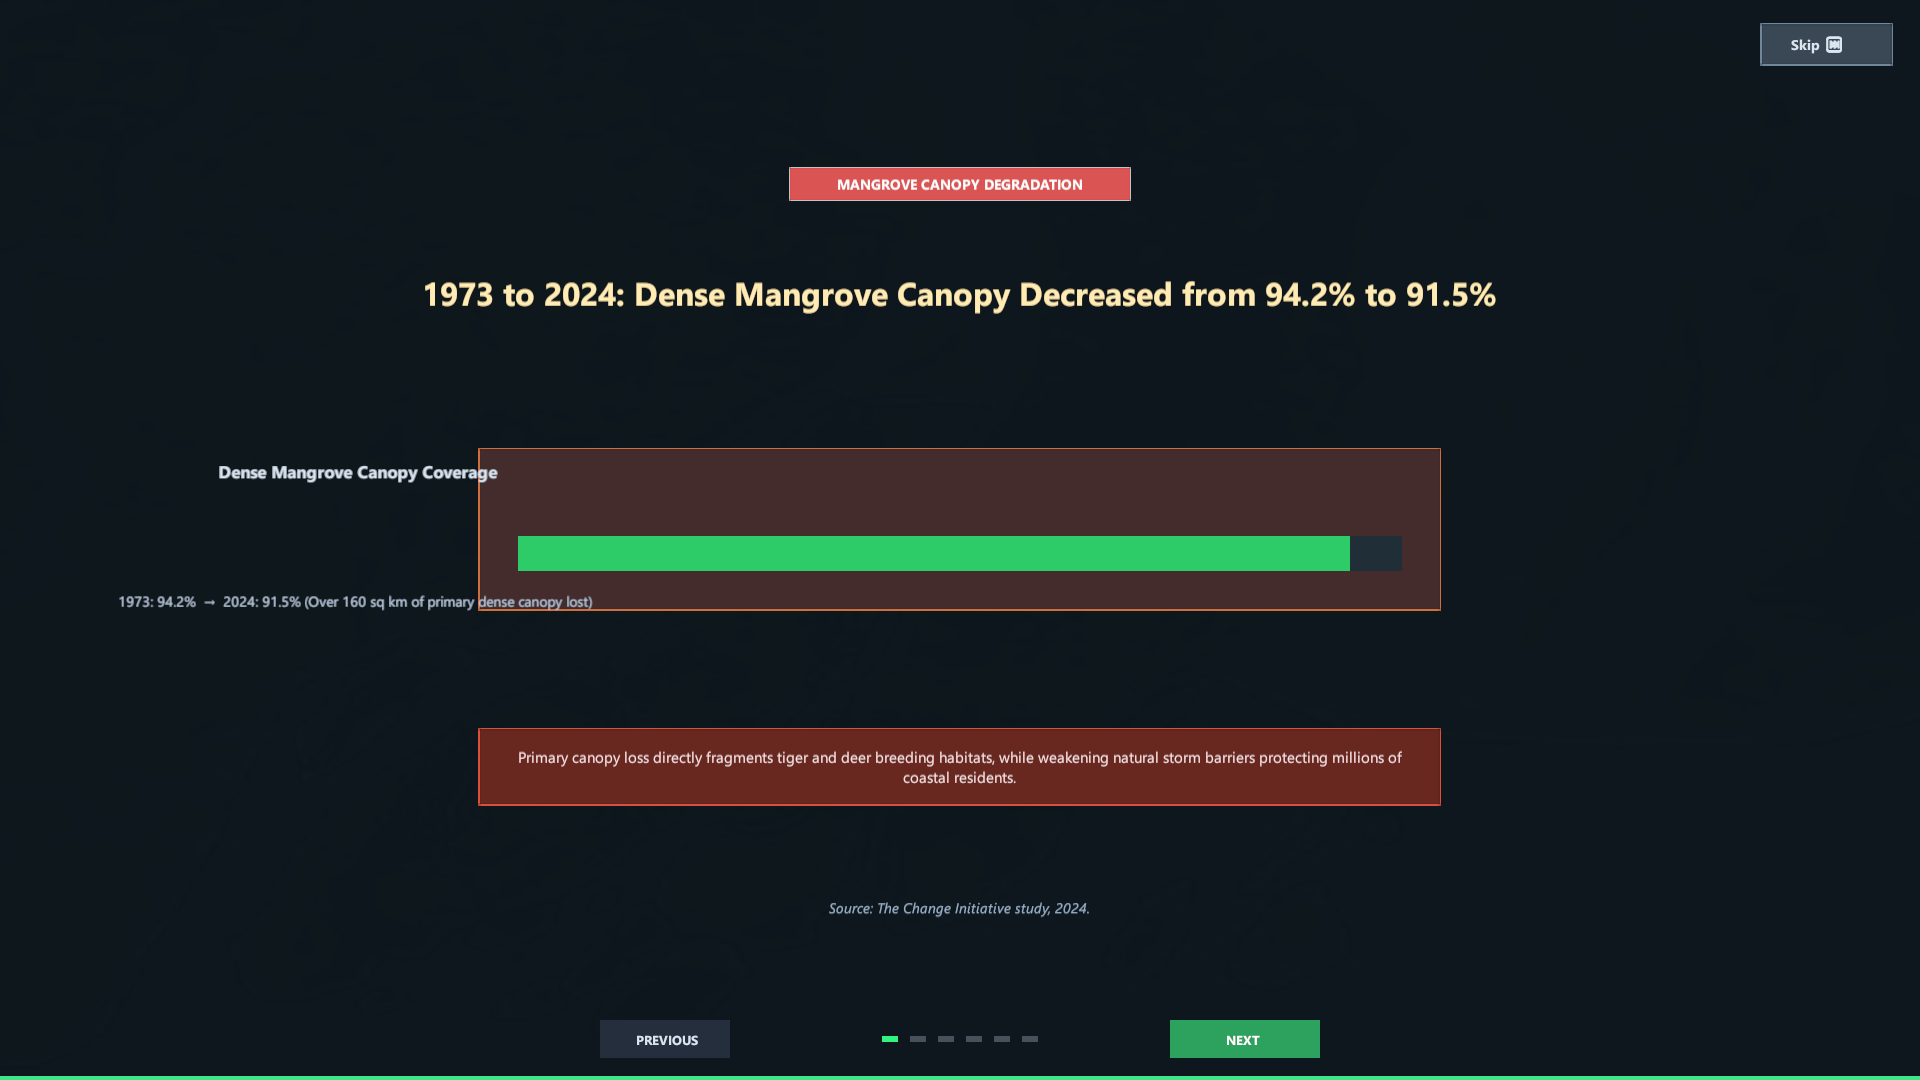 Skip
MANGROVE CANOPY DEGRADATION
1973 to 2024: Dense Mangrove Canopy Decreased from 94.2% to 91.5%
Dense Mangrove Canopy Coverage
1973: 94.2% → 2024: 91.5% (Over 160 sq km of primary dense canopy lost)
Primary canopy loss directly fragments tiger and deer breeding habitats, while weakening natural storm barriers protecting millions of
coastal residents.
Source: The Change Initiative study, 2024.
PREVIOUS
NEXT